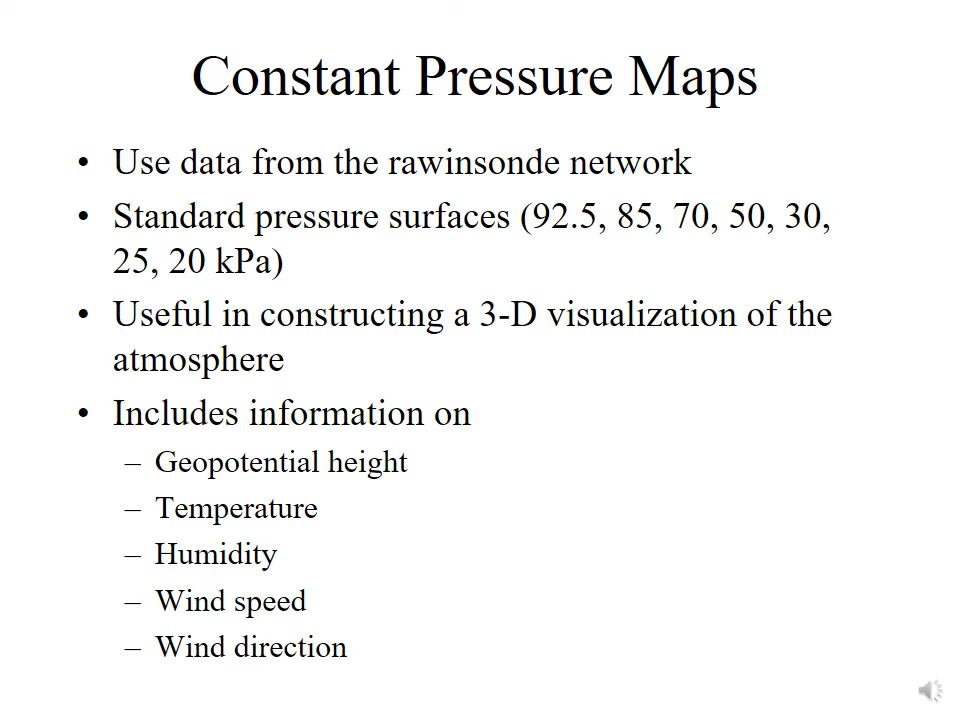 Constant Pressure Maps
• Use data from the rawinsonde network
• Standard pressure surfaces (92.5, 85, 70, 50, 30,
25, 20 kPa)
• Useful in constructing a 3-D visualization of the
atmosphere
• Includes information on
– Geopotential height
– Temperature
– Humidity
– Wind speed
– Wind direction